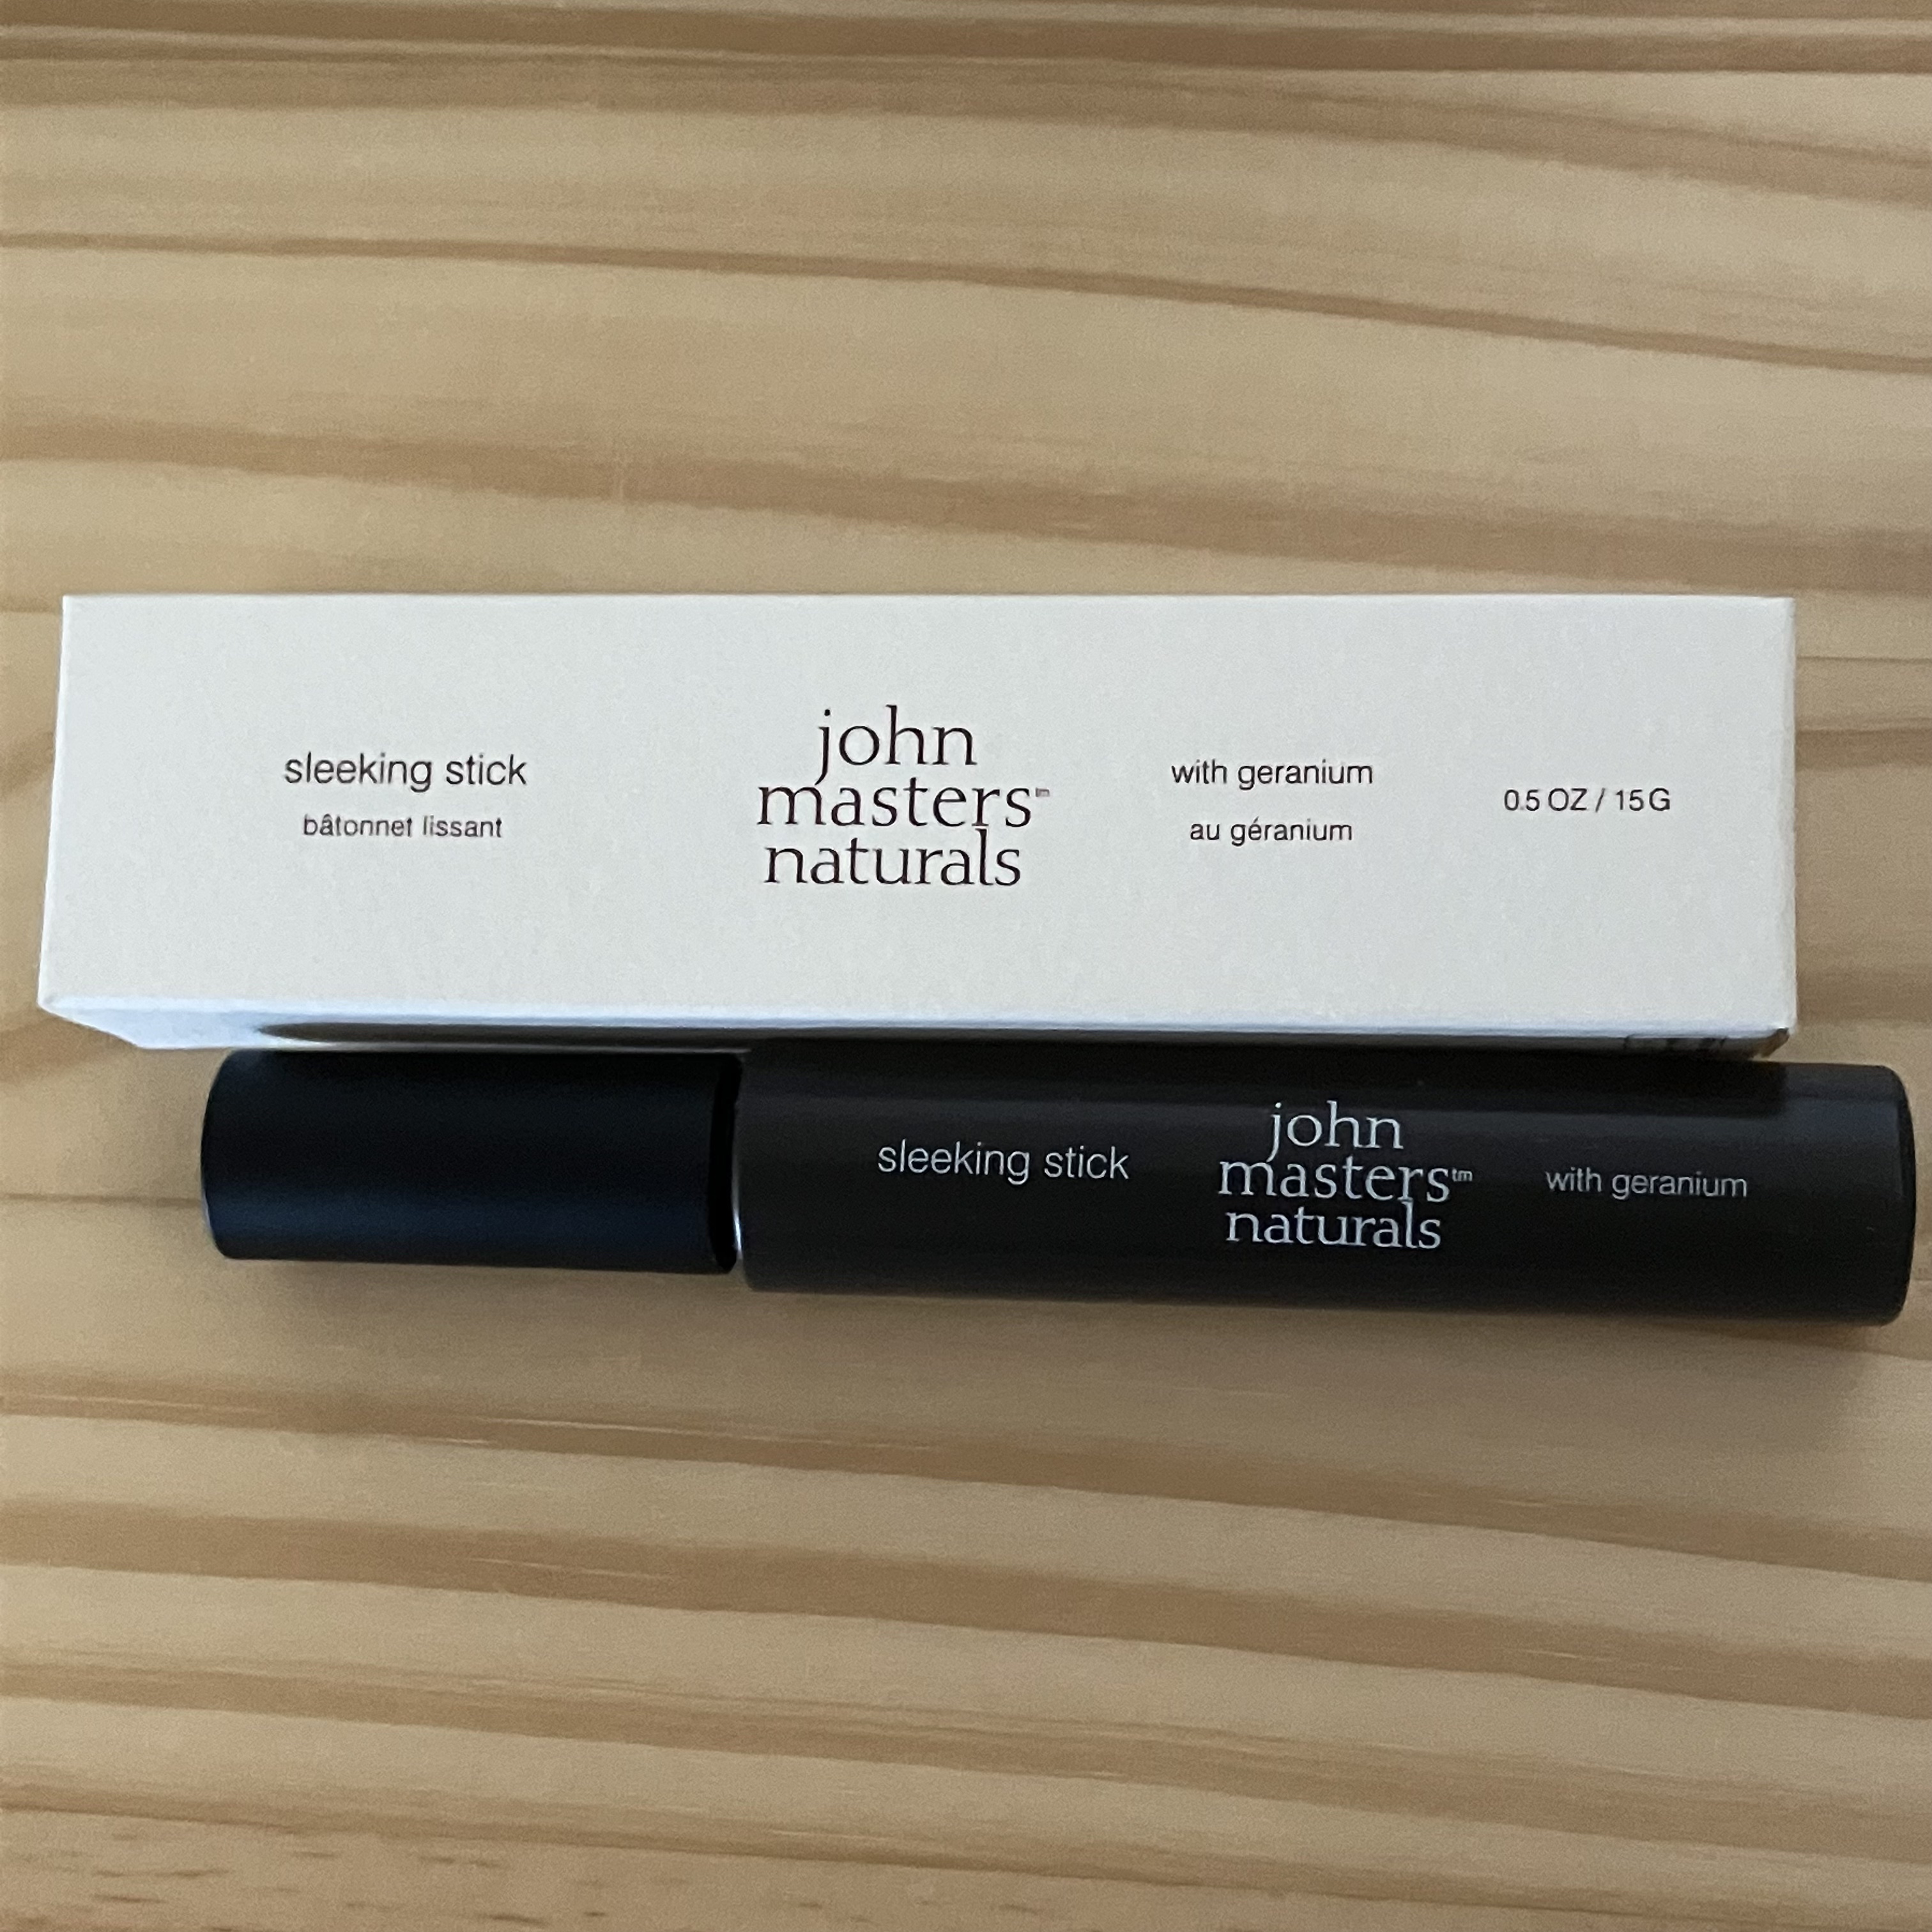 sleeking stick
bâtonnet lissant
john
masters™
naturals
with geranium
au géranium
0.5 OZ / 15 G
sleeking stick
john
masters™
naturals
with geranium